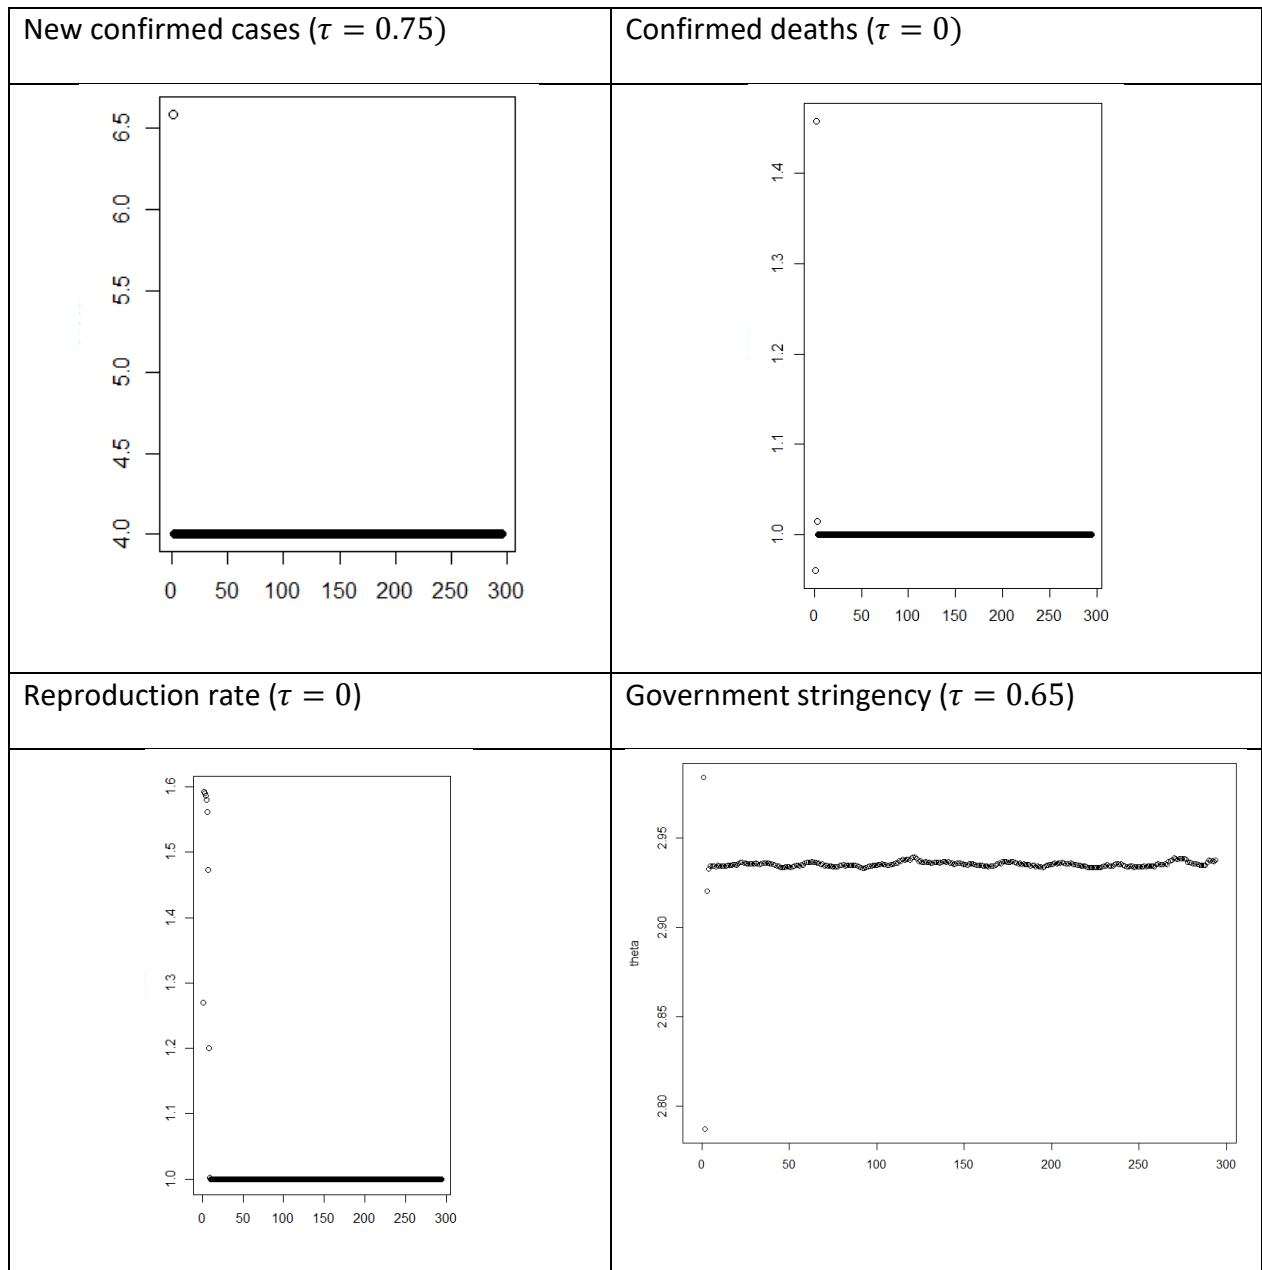 New confirmed cases (τ = 0.75)
6.5
6.0
5.5
5.0
4.5
4.0
0 50 100 150 200 250 300
Confirmed deaths (τ = 0)
1.4
1.3
1.2
1.1
1.0
0 50 100 150 200 250 300
Reproduction rate (τ = 0)
1.6
1.5
1.4
1.3
1.2
1.1
1.0
0 50 100 150 200 250 300
Government stringency (τ = 0.65)
theta
2.95
2.90
2.85
2.80
0 50 100 150 200 250 300